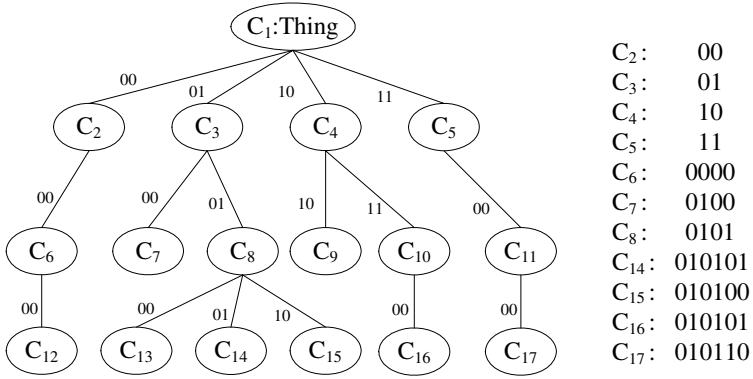 C₁:Thing
00 01 10 11
C₂ C₃ C₄ C₅
00 00 01 10 11 00
C₆ C₇ C₈ C₉ C₁₀ C₁₁
00 00 01 10 00 00
C₁₂ C₁₃ C₁₄ C₁₅ C₁₆ C₁₇
C₂: 00
C₃: 01
C₄: 10
C₅: 11
C₆: 0000
C₇: 0100
C₈: 0101
C₁₄: 010101
C₁₅: 010100
C₁₆: 010101
C₁₇: 010110